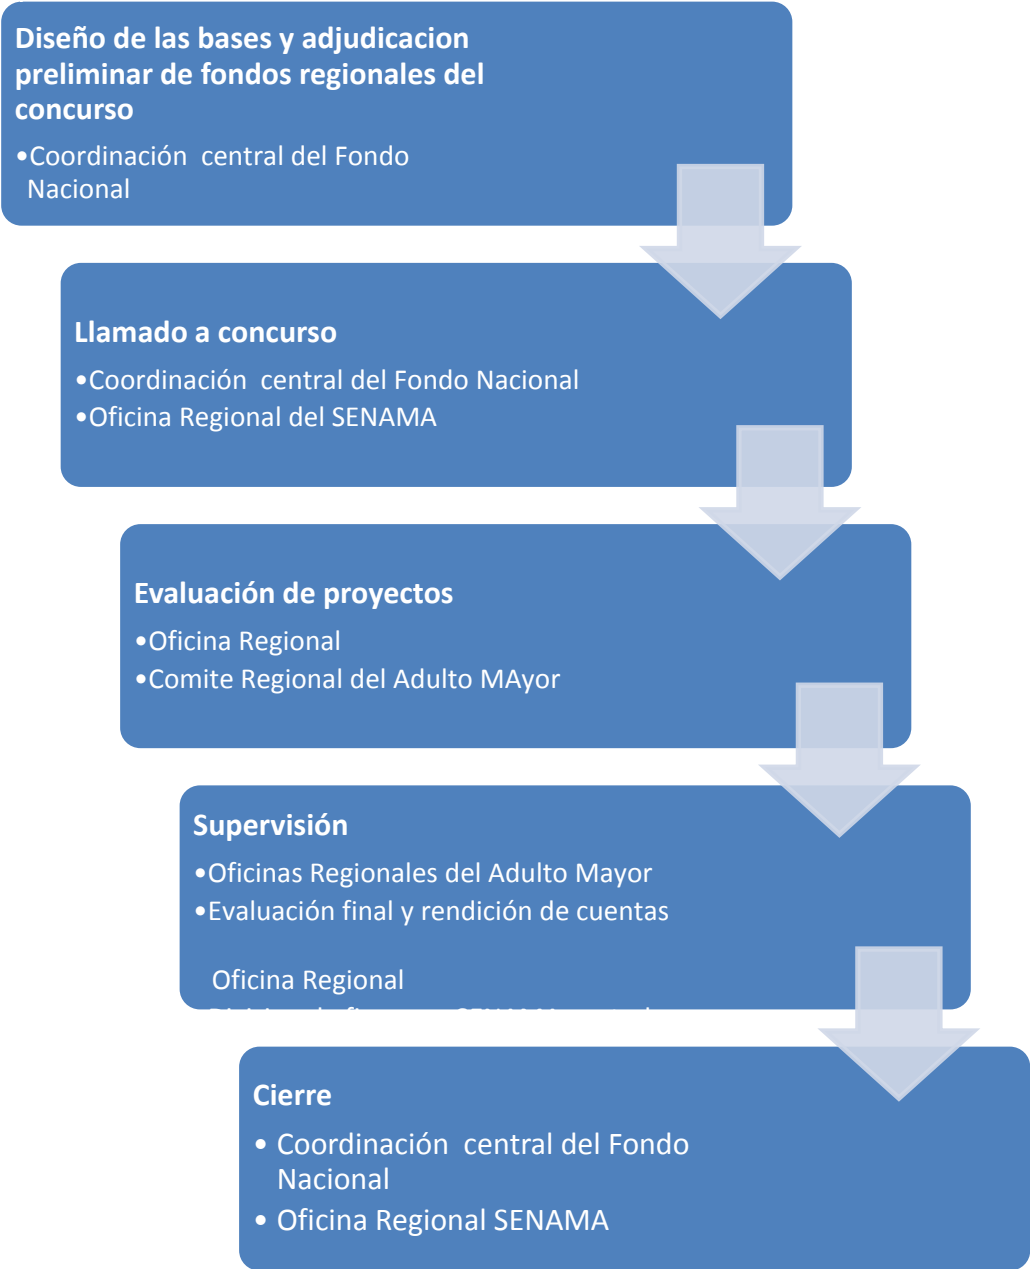 Diseño de las bases y adjudicacion
preliminar de fondos regionales del
concurso
•Coordinación central del Fondo
Nacional
Llamado a concurso
•Coordinación central del Fondo Nacional
•Oficina Regional del SENAMA
Evaluación de proyectos
•Oficina Regional
•Comite Regional del Adulto MAyor
Supervisión
•Oficinas Regionales del Adulto Mayor
•Evaluación final y rendición de cuentas
Oficina Regional
Cierre
• Coordinación central del Fondo
Nacional
• Oficina Regional SENAMA